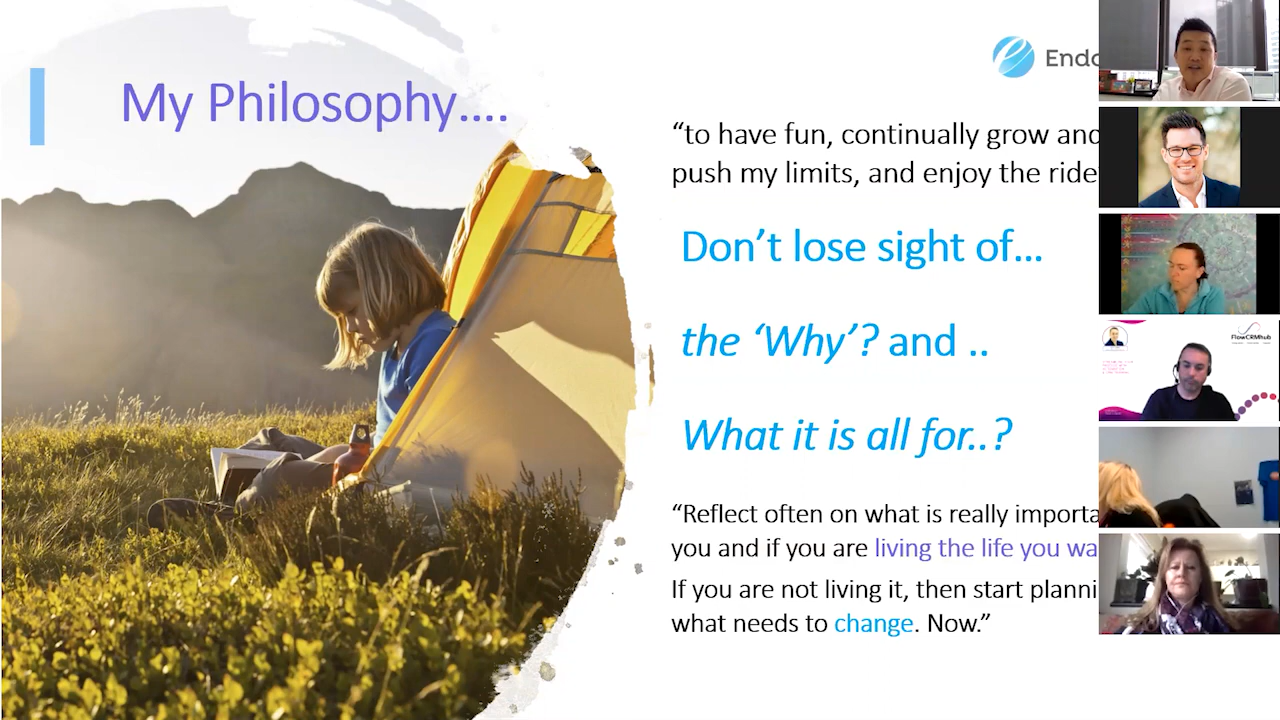 My Philosophy....
“to have fun, continually grow and
push my limits, and enjoy the ride
Don’t lose sight of...
the ‘Why’? and ..
What it is all for..?
“Reflect often on what is really importa
you and if you are living the life you wa
If you are not living it, then start planni
what needs to change. Now.”
FlowCRMhub